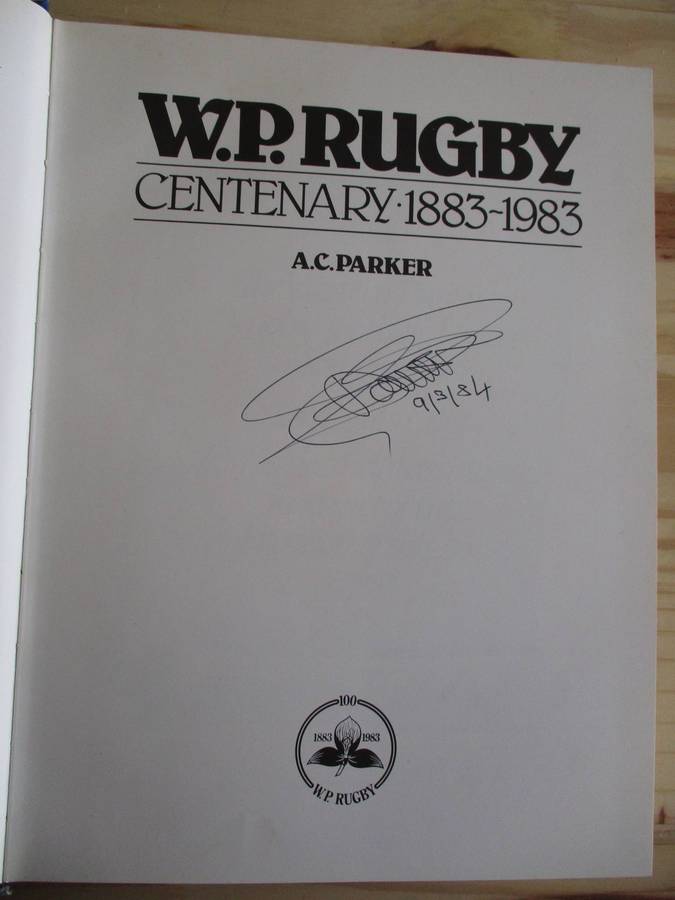 W.P. RUGBY
CENTENARY·1883~1983
A.C. PARKER
9/3/84
100
1883 1983
W.P. RUGBY